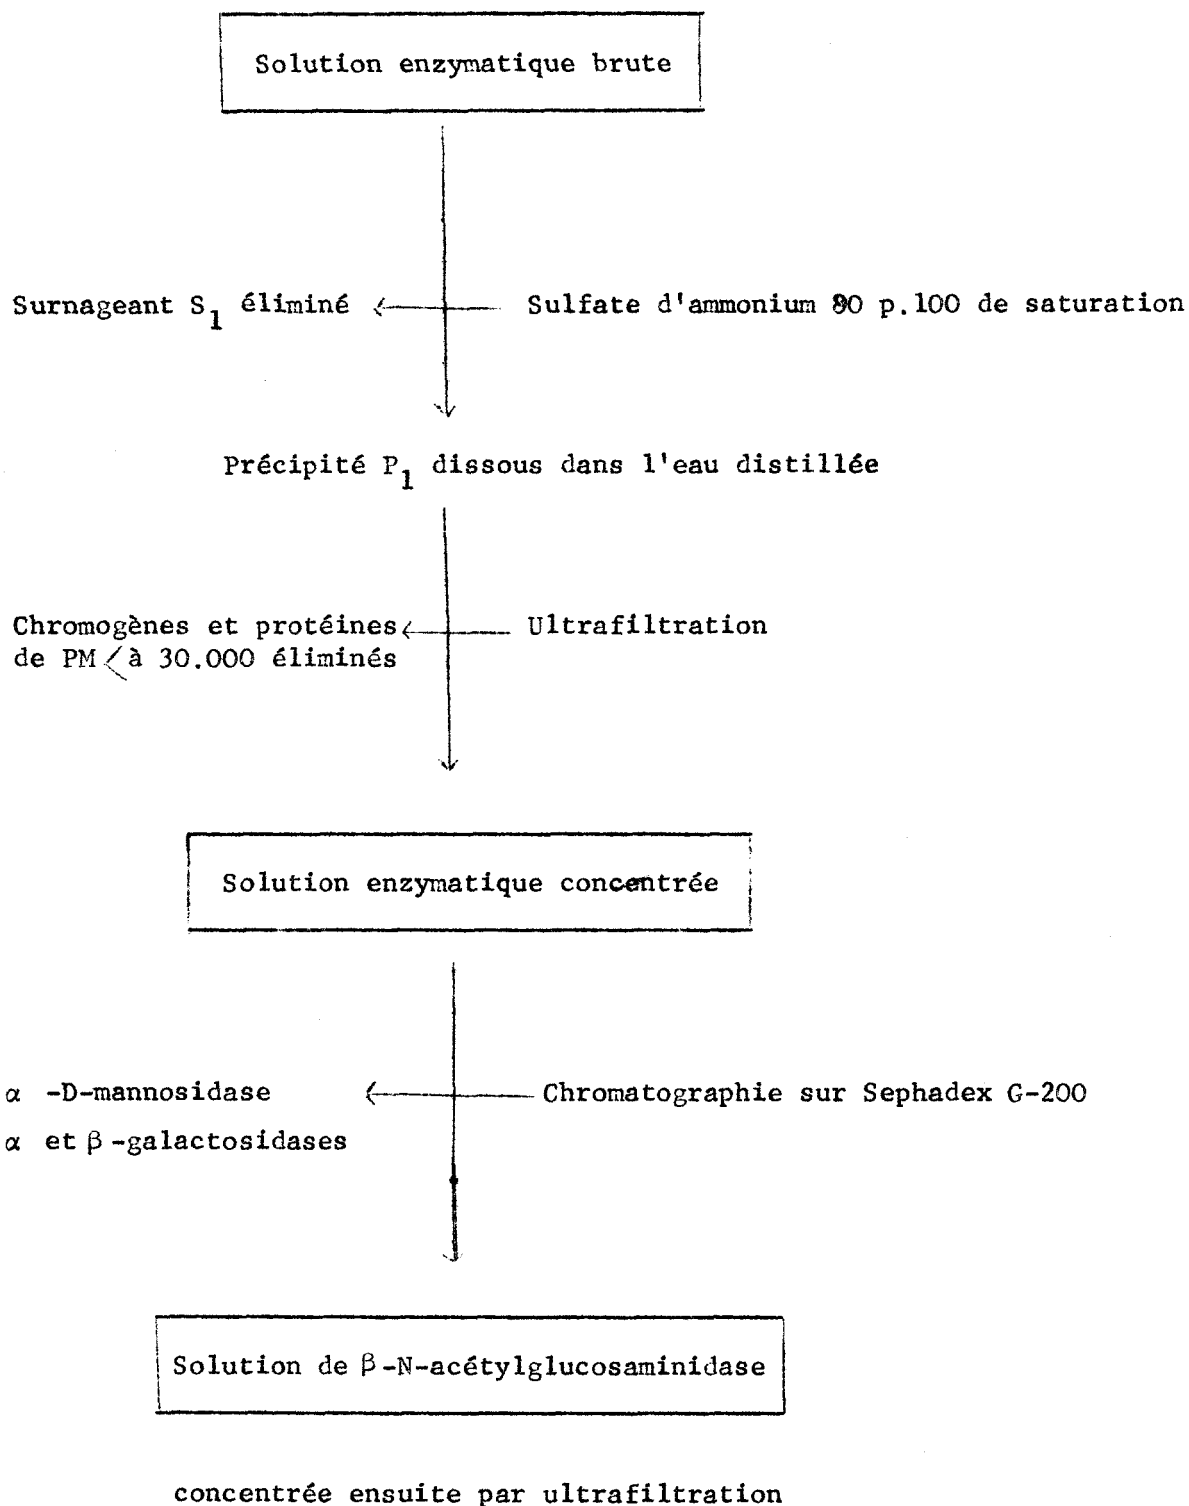 Solution enzymatique brute
Surnageant S1 éliminé
Sulfate d'ammonium 80 p.100 de saturation
Précipité P1 dissous dans l'eau distillée
Chromogènes et protéines
de PM < à 30.000 éliminés
Ultrafiltration
Solution enzymatique concentrée
α -D-mannosidase
α et β -galactosidases
Chromatographie sur Sephadex G-200
Solution de β -N-acétylglucosaminidase
concentrée ensuite par ultrafiltration